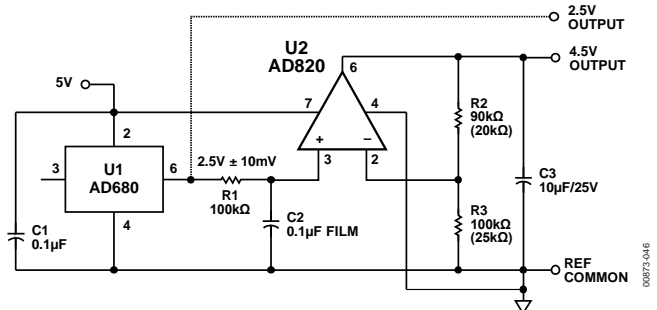 2.5V
OUTPUT
U2
AD820
4.5V
OUTPUT
5V
6
7
4
R2
90kΩ
(20kΩ)
2
+
−
3
U1
AD680
6
2.5V ± 10mV
3
2
R1
100kΩ
C3
10µF/25V
4
C1
0.1µF
C2
0.1µF FILM
R3
100kΩ
(25kΩ)
REF
COMMON
00873-046